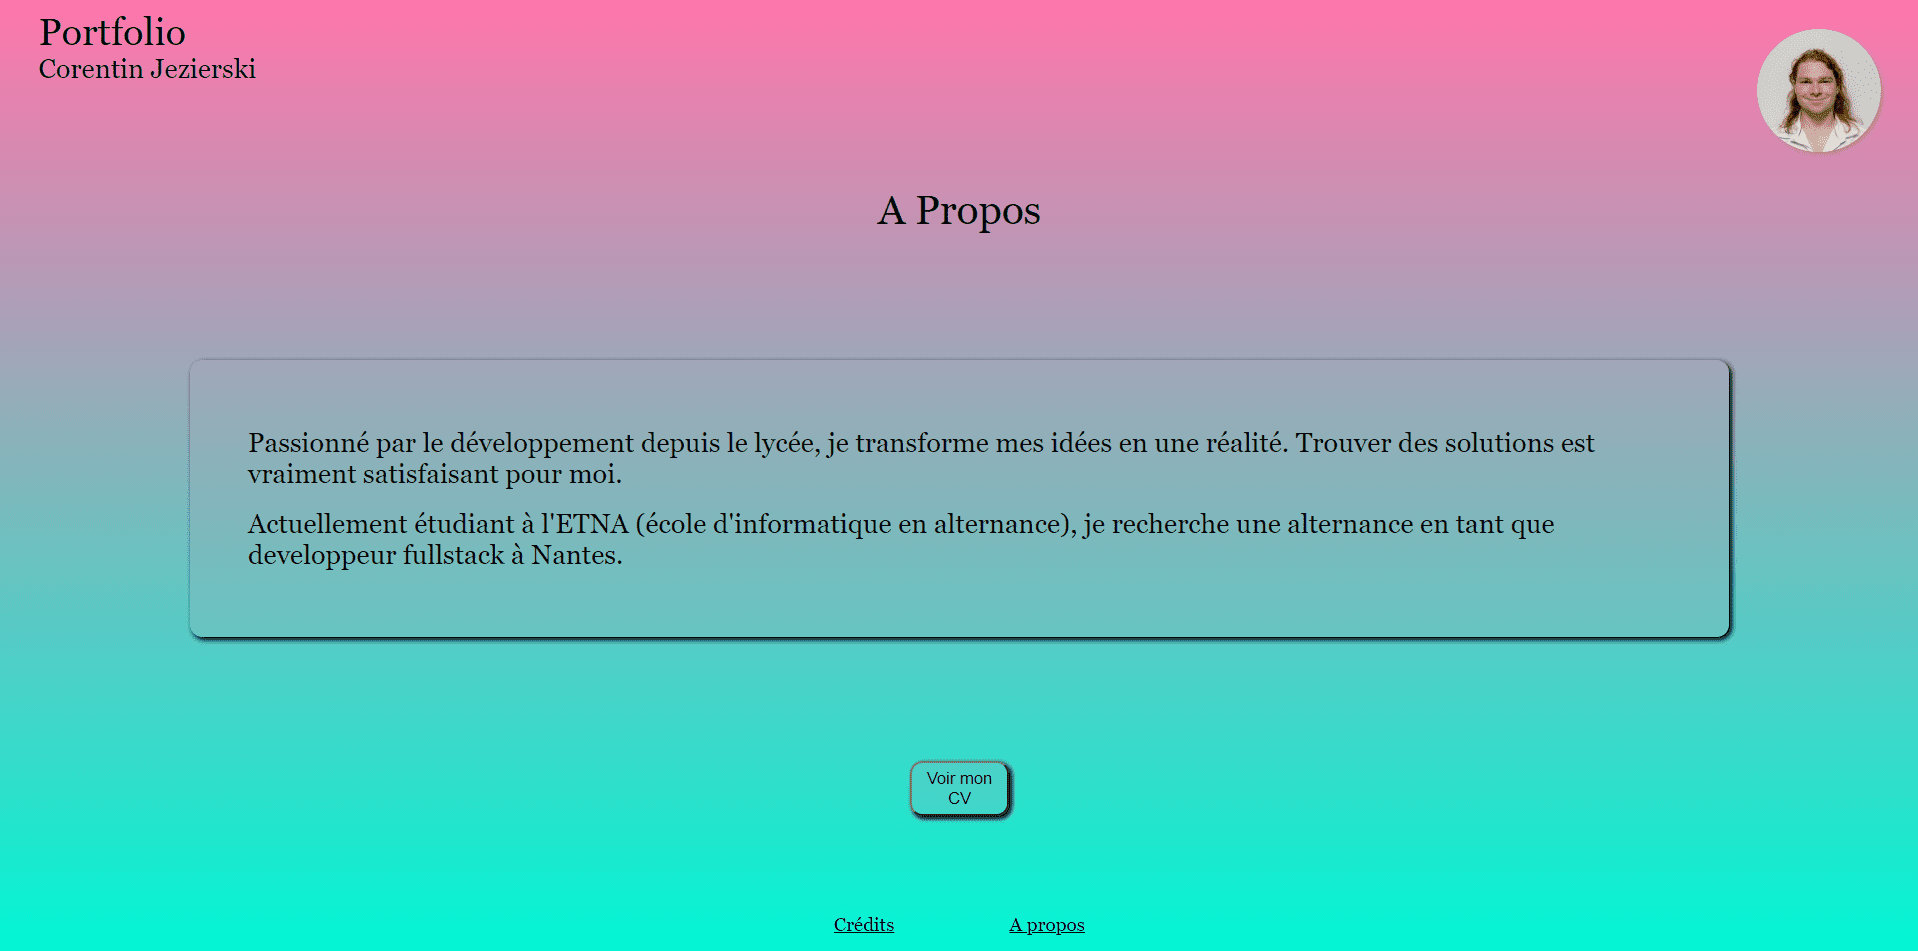 Portfolio
Corentin Jezierski
A Propos
Passionné par le développement depuis le lycée, je transforme mes idées en une réalité. Trouver des solutions est
vraiment satisfaisant pour moi.
Actuellement étudiant à l'ETNA (école d'informatique en alternance), je recherche une alternance en tant que
developpeur fullstack à Nantes.
Voir mon
CV
Crédits
A propos